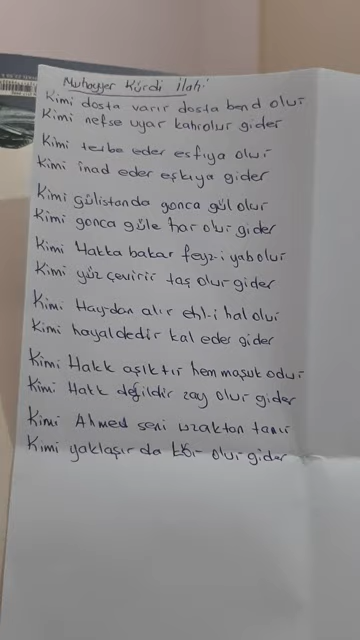 Muhayyer Kürdi İlahi
Kimi dosta varır dosta bend olur
Kimi nefse uyar kahrolur gider
Kimi tevbe eder esfiya olur
Kimi inad eder eşkıya gider
Kimi gülistanda gonca gül olur
Kimi gonca güle har olur gider
Kimi Hakka bakar feyz-i yab olur
Kimi yüz çevirir taş olur gider
Kimi Hay-dan alır ehl-i hal olur
Kimi hayaldedir kal eder gider
Kimi Hakk aşıktır hem maşuk odur
Kimi Hakk değildir zay olur gider
Kimi Ahmed seni uzaktan tanır
Kimi yaklaşır da kör olur gider